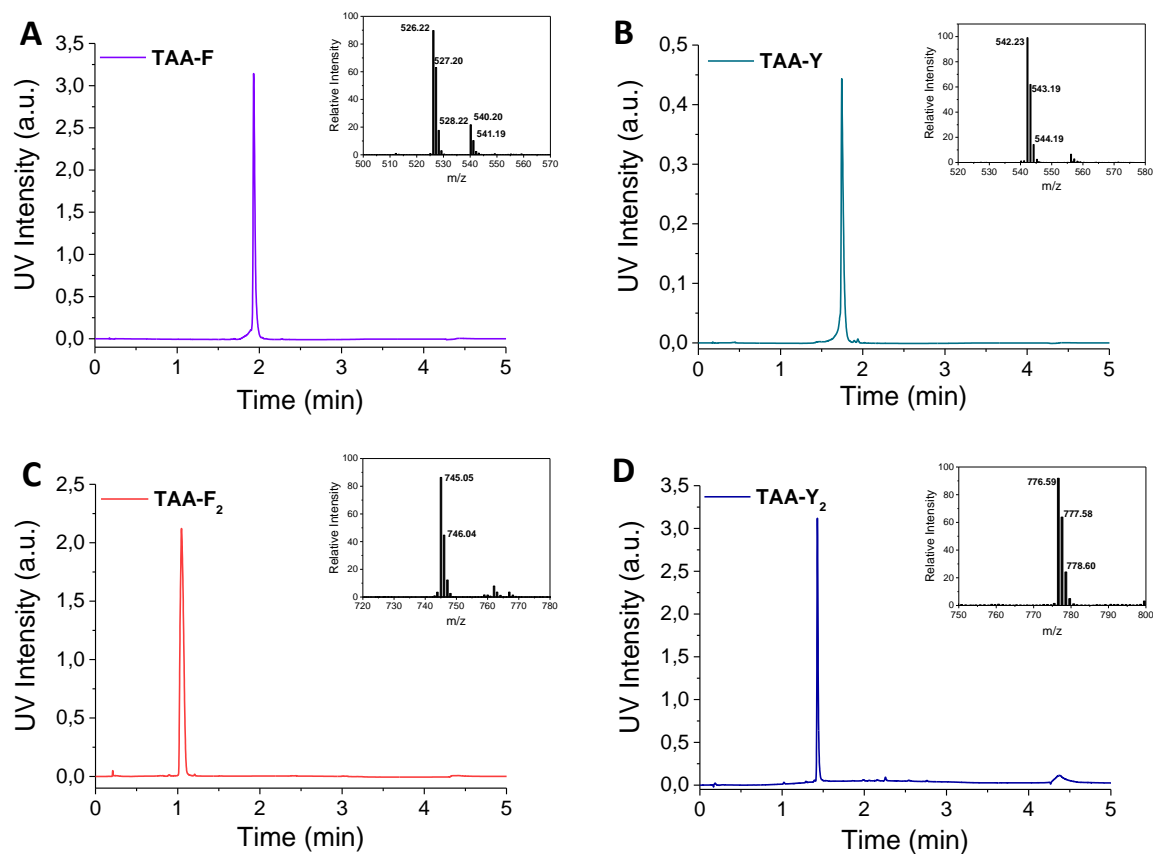 A
TAA-F
UV Intensity (a.u.)
3,5
3,0
2,5
2,0
1,5
1,0
0,5
0,0
0 1 2 3 4 5
Time (min)
Relative Intensity
100
80
60
40
20
0
526.22
527.20
528.22
540.20
541.19
500 510 520 530 540 550 560 570
m/z
B
TAA-Y
UV Intensity (a.u.)
0,5
0,4
0,3
0,2
0,1
0,0
0 1 2 3 4 5
Time (min)
Relative Intensity
100
80
60
40
20
0
542.23
543.19
544.19
520 530 540 550 560 570 580
m/z
C
TAA-F2
UV Intensity (a.u.)
2,5
2,0
1,5
1,0
0,5
0,0
0 1 2 3 4 5
Time (min)
Relative Intensity
100
80
60
40
20
0
745.05
746.04
720 730 740 750 760 770 780
m/z
D
TAA-Y2
UV Intensity (a.u.)
3,5
3,0
2,5
2,0
1,5
1,0
0,5
0,0
0 1 2 3 4 5
Time (min)
Relative Intensity
100
80
60
40
20
0
776.59
777.58
778.60
750 760 770 780 790 800
m/z